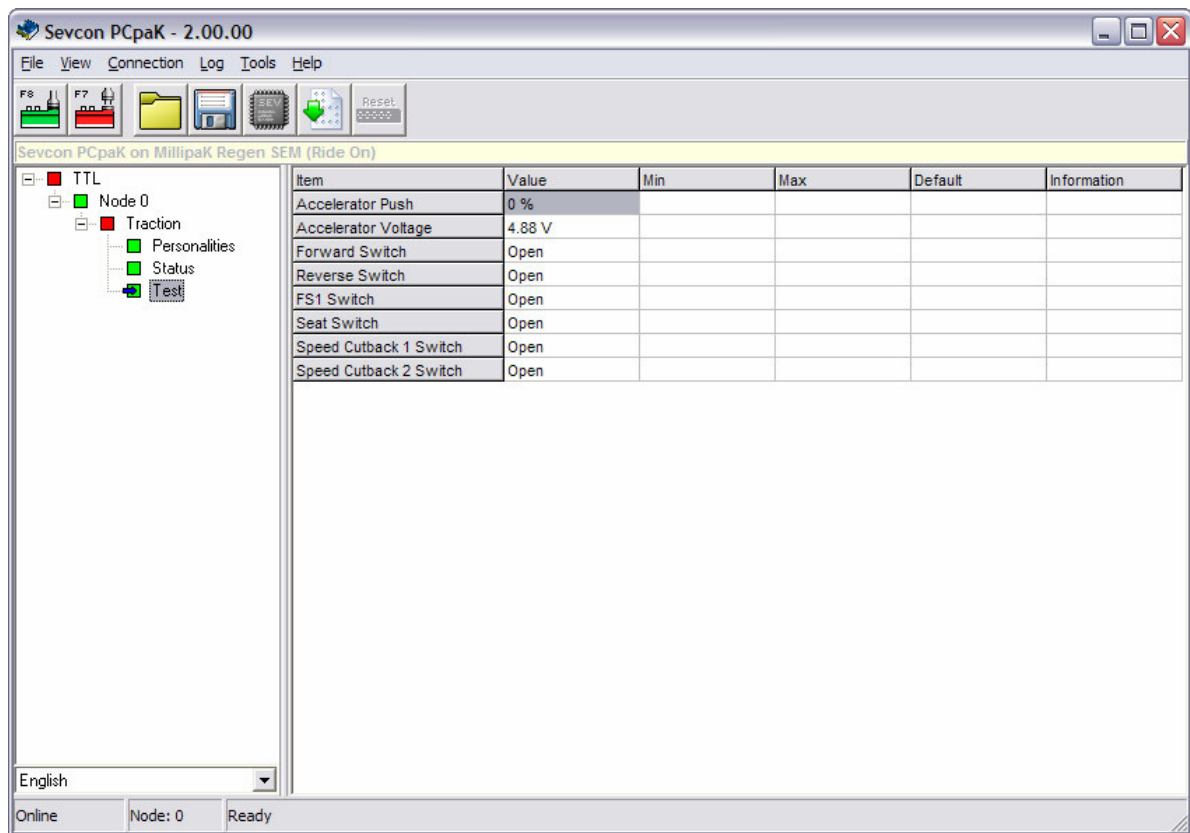 Sevcon PCpaK - 2.00.00
File View Connection Log Tools Help
F8 F7 SEV Reset
Sevcon PCpaK on MillipaK Regen SEM (Ride On)
TTL
Node 0
Traction
Personalities
Status
Test
Item Value Min Max Default Information
Accelerator Push 0 %
Accelerator Voltage 4.88 V
Forward Switch Open
Reverse Switch Open
FS1 Switch Open
Seat Switch Open
Speed Cutback 1 Switch Open
Speed Cutback 2 Switch Open
English
Online Node: 0 Ready